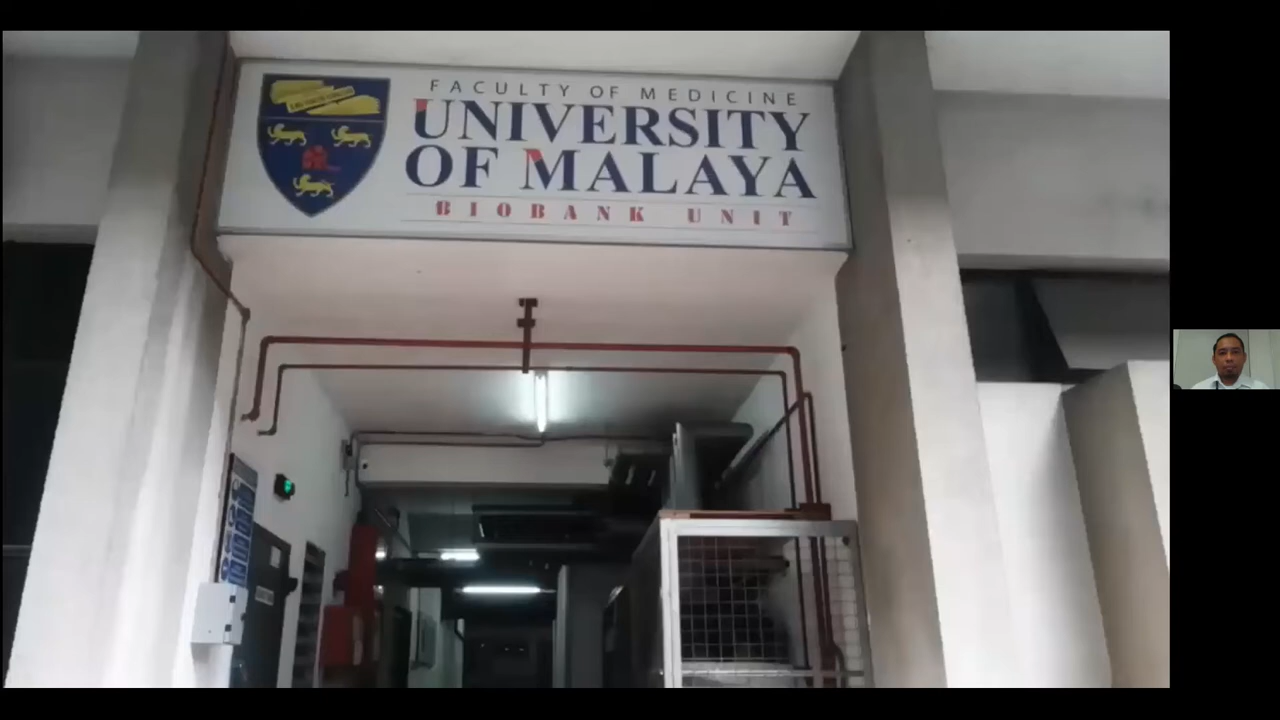 FACULTY OF MEDICINE
UNIVERSITY
OF MALAYA
BIOBANK UNIT